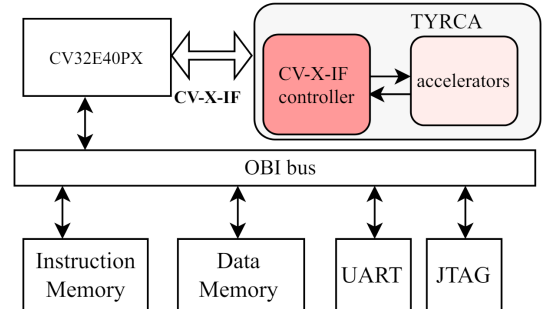 TYRCA
CV32E40PX
CV-X-IF
CV-X-IF
controller
accelerators
OBI bus
Instruction
Memory
Data
Memory
UART
JTAG